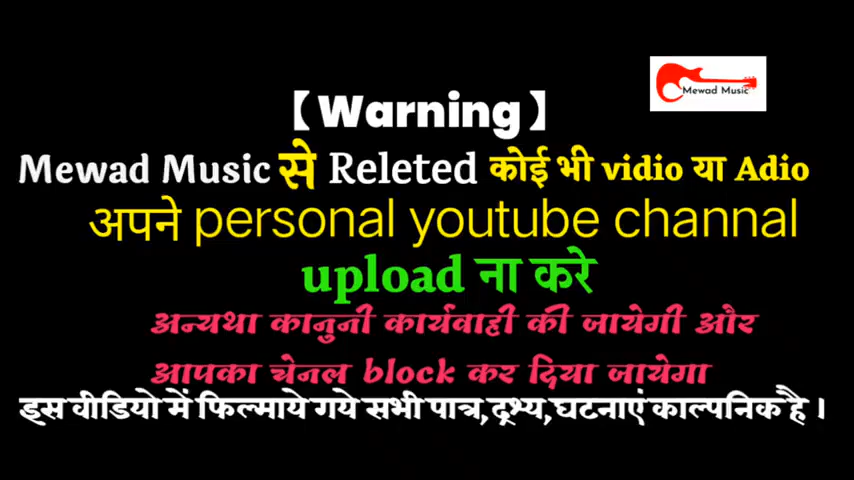 Mewad Music
【Warning】
Mewad Music से Releted कोई भी vidio या Adio
अपने personal youtube channal
upload ना करे
अन्यथा कानुनी कार्यवाही की जायेगी और
आपका चेनल block कर दिया जायेगा
इस वीडियो में फिल्माये गये सभी पात्र,दृश्य,घटनाएं काल्पनिक है ।